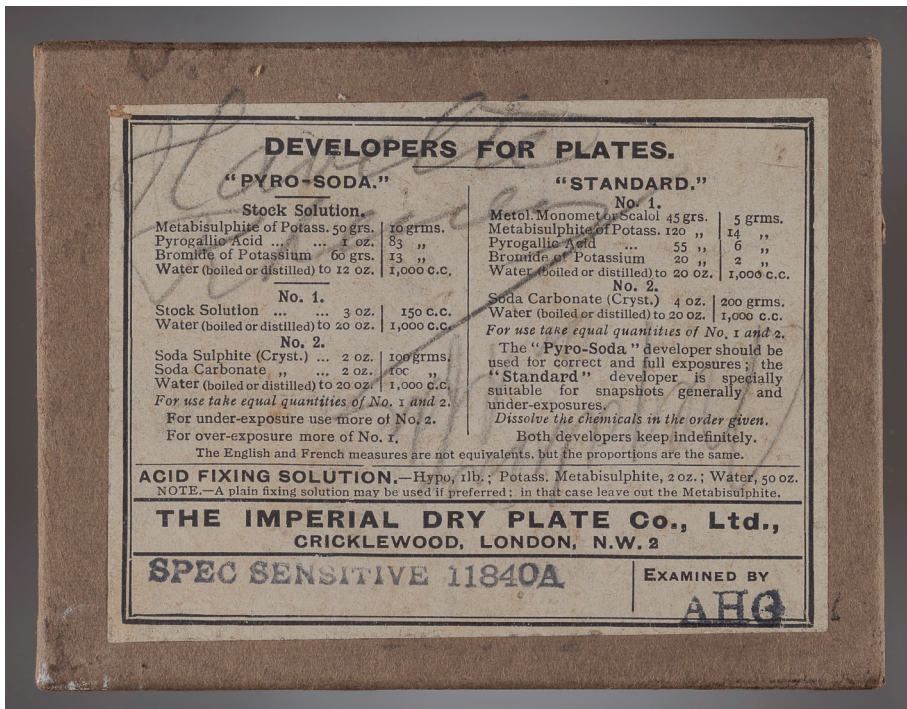 DEVELOPERS FOR PLATES.
"PYRO-SODA."
Stock Solution.
Metabisulphite of Potass. 50 grs. 10 grms.
Pyrogallic Acid ... ... 1 oz. 83 „
Bromide of Potassium 60 grs. 13 „
Water (boiled or distilled) to 12 oz. 1,000 c.c.
No. 1.
Stock Solution ... ... 3 oz. 150 c.c.
Water (boiled or distilled) to 20 oz. 1,000 c.c.
No. 2.
Soda Sulphite (Cryst.) ... 2 oz. 100 grms.
Soda Carbonate „ ... 2 oz. 100 „
Water (boiled or distilled) to 20 oz. 1,000 c.c.
For use take equal quantities of No. 1 and 2.
For under-exposure use more of No. 2.
For over-exposure more of No. 1.
"STANDARD."
No. 1.
Metol. Monomet or Scalol 45 grs. 5 grms.
Metabisulphite of Potass. 120 „ 14 „
Pyrogallic Acid ... 55 „ 6 „
Bromide of Potassium 20 „ 2 „
Water (boiled or distilled) to 20 oz. 1,000 c.c.
No. 2.
Soda Carbonate (Cryst.) 4 oz. 200 grms.
Water (boiled or distilled) to 20 oz. 1,000 c.c.
For use take equal quantities of No. 1 and 2.
The "Pyro-Soda" developer should be
used for correct and full exposures; the
"Standard" developer is specially
suitable for snapshots generally and
under-exposures.
Dissolve the chemicals in the order given.
Both developers keep indefinitely.
The English and French measures are not equivalents, but the proportions are the same.
ACID FIXING SOLUTION.—Hypo, 1lb.; Potass. Metabisulphite, 2 oz.; Water, 50 oz.
NOTE.—A plain fixing solution may be used if preferred; in that case leave out the Metabisulphite.
THE IMPERIAL DRY PLATE Co., Ltd.,
CRICKLEWOOD, LONDON, N.W. 2
SPEC SENSITIVE 11840A
EXAMINED BY